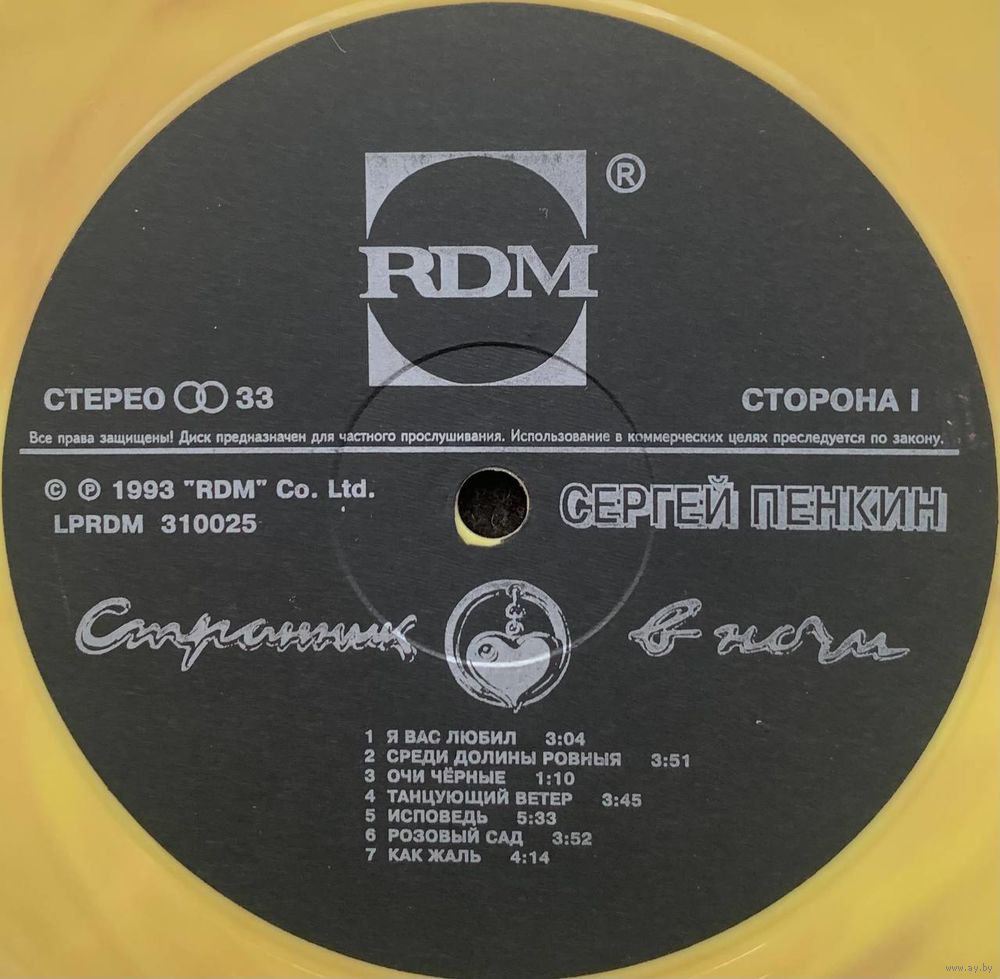 ®
RDM
СТЕРЕО 33
СТОРОНА I
Все права защищены! Диск предназначен для частного прослушивания. Использование в коммерческих целях преследуется по закону.
© ℗ 1993 "RDM" Co. Ltd.
LPRDM 310025
СЕРГЕЙ ПЕНКИН
Странник в ночи
1 Я ВАС ЛЮБИЛ 3:04
2 СРЕДИ ДОЛИНЫ РОВНЫЯ 3:51
3 ОЧИ ЧЁРНЫЕ 1:10
4 ТАНЦУЮЩИЙ ВЕТЕР 3:45
5 ИСПОВЕДЬ 5:33
6 РОЗОВЫЙ САД 3:52
7 КАК ЖАЛЬ 4:14
www.ay.by